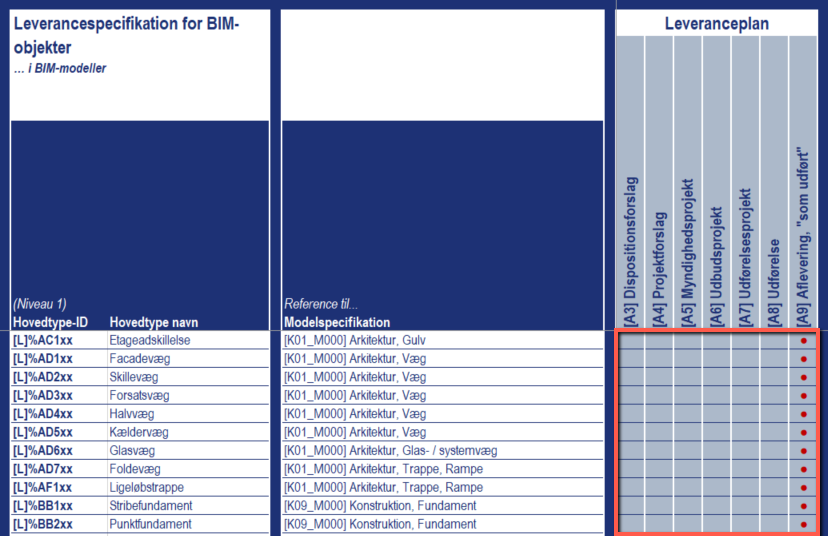 Leverancespecifikation for BIM-
objekter
… i BIM-modeller
Leveranceplan
[A3] Dispositionsforslag
[A4] Projektforslag
[A5] Myndighedsprojekt
[A6] Udbudsprojekt
[A7] Udførelsesprojekt
[A8] Udførelse
[A9] Aflevering, "som udført"
(Niveau 1)
Reference til...
Hovedtype-ID Hovedtype navn Modelspecifikation
[L]%AC1xx Etageadskillelse [K01_M000] Arkitektur, Gulv
[L]%AD1xx Facadevæg [K01_M000] Arkitektur, Væg
[L]%AD2xx Skillevæg [K01_M000] Arkitektur, Væg
[L]%AD3xx Forsatsvæg [K01_M000] Arkitektur, Væg
[L]%AD4xx Halvvæg [K01_M000] Arkitektur, Væg
[L]%AD5xx Kældervæg [K01_M000] Arkitektur, Væg
[L]%AD6xx Glasvæg [K01_M000] Arkitektur, Glas- / systemvæg
[L]%AD7xx Foldevæg [K01_M000] Arkitektur, Trappe, Rampe
[L]%AF1xx Ligeløbstrappe [K01_M000] Arkitektur, Trappe, Rampe
[L]%BB1xx Stribefundament [K09_M000] Konstruktion, Fundament
[L]%BB2xx Punktfundament [K09_M000] Konstruktion, Fundament